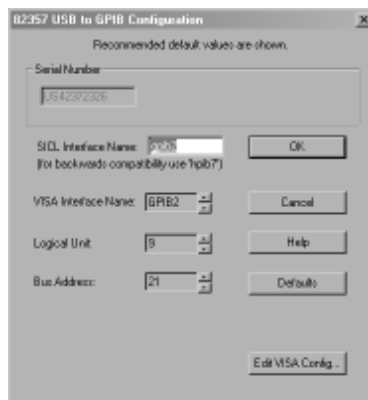 82357 USB to GPIB Configuration
Recommended default values are shown.
Serial Number
US42372326
SICL Interface Name:
OK
(for backwards compatibility use 'hpib7')
VISA Interface Name: GPIB2
Cancel
Logical Unit 9
Help
Bus Address: 21
Defaults
Edit VISA Config...